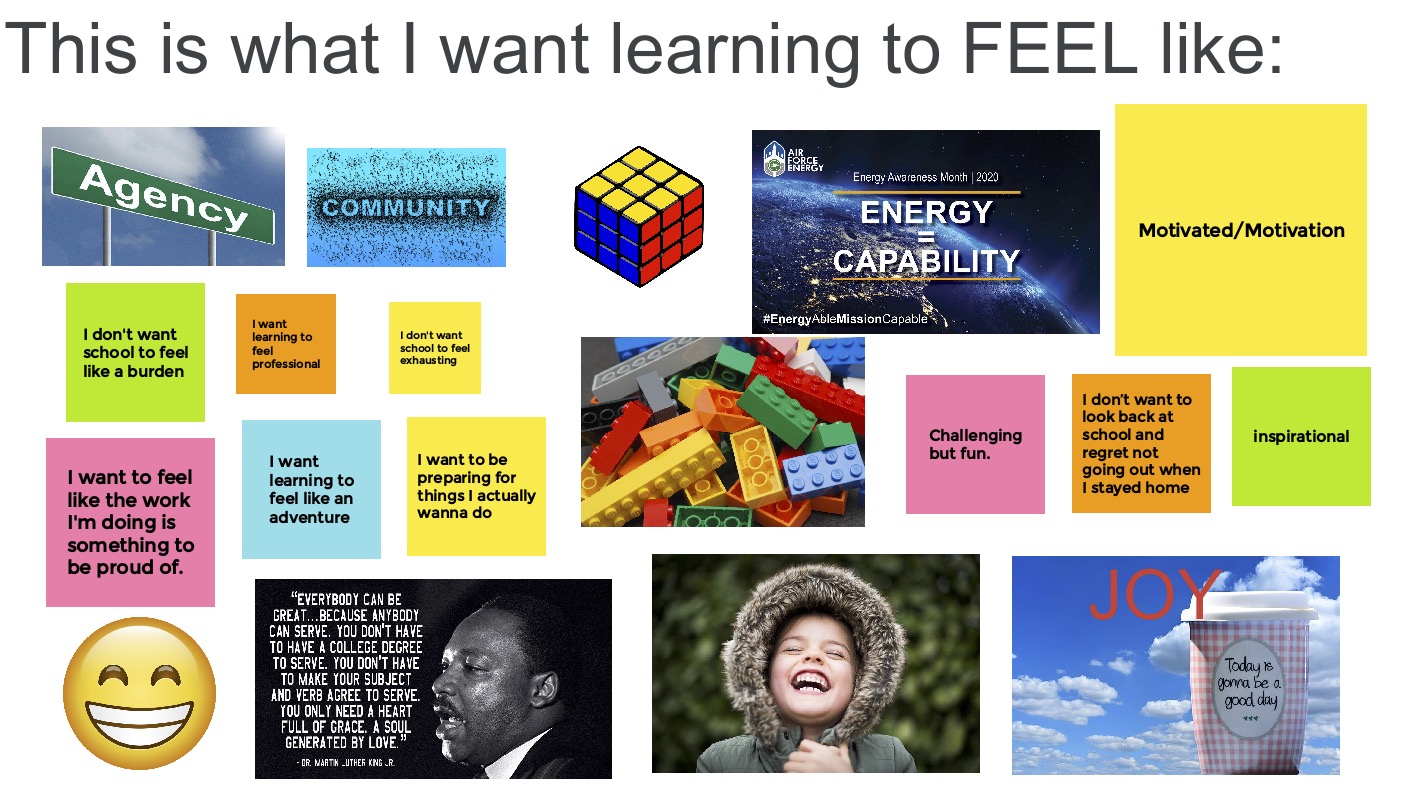 This is what I want learning to FEEL like:
Agency
COMMUNITY
AIR
FORCE
ENERGY
Energy Awareness Month | 2020
ENERGY
=
CAPABILITY
#EnergyAbleMissionCapable
Motivated/Motivation
I don't want
school to feel
like a burden
I want
learning to
feel
professional
I don't want
school to feel
exhausting
I want to feel
like the work
I'm doing is
something to
be proud of.
I want
learning to
feel like an
adventure
I want to be
preparing for
things I actually
wanna do
Challenging
but fun.
I don't want to
look back at
school and
regret not
going out when
I stayed home
inspirational
“EVERYBODY CAN BE
GREAT...BECAUSE ANYBODY
CAN SERVE. YOU DON'T HAVE
TO HAVE A COLLEGE DEGREE
TO SERVE. YOU DON'T HAVE
TO MAKE YOUR SUBJECT
AND VERB AGREE TO SERVE.
YOU ONLY NEED A HEART
FULL OF GRACE. A SOUL
GENERATED BY LOVE.”
- DR. MARTIN LUTHER KING JR.
JOY
Today is
gonna be a
good day